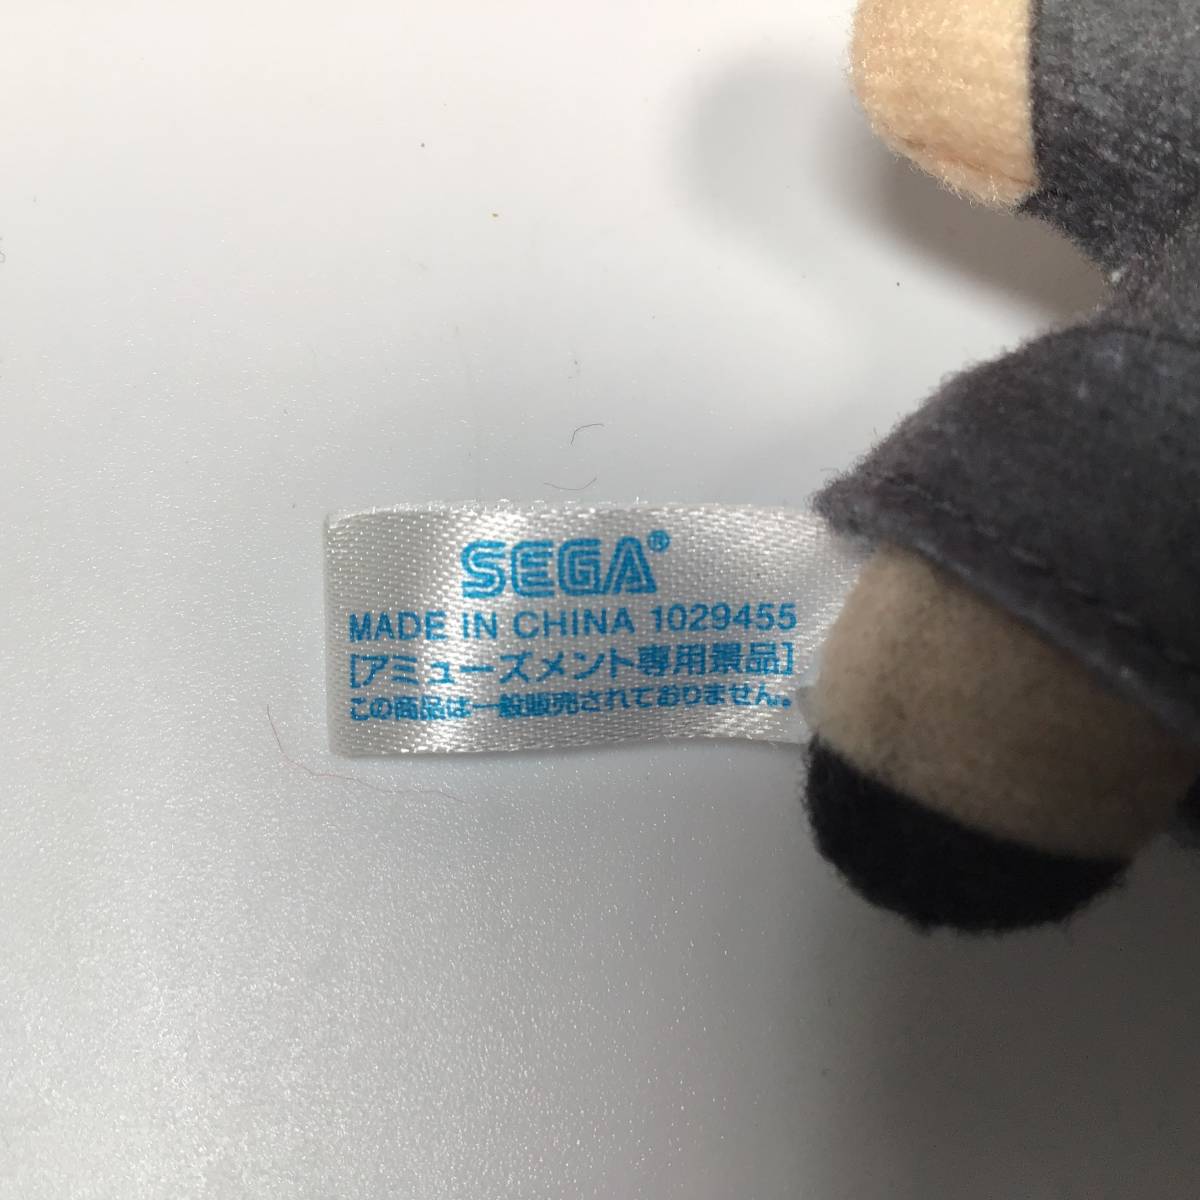 SEGA®
MADE IN CHINA 1029455
[アミューズメント専用景品]
この商品は一般販売されておりません。